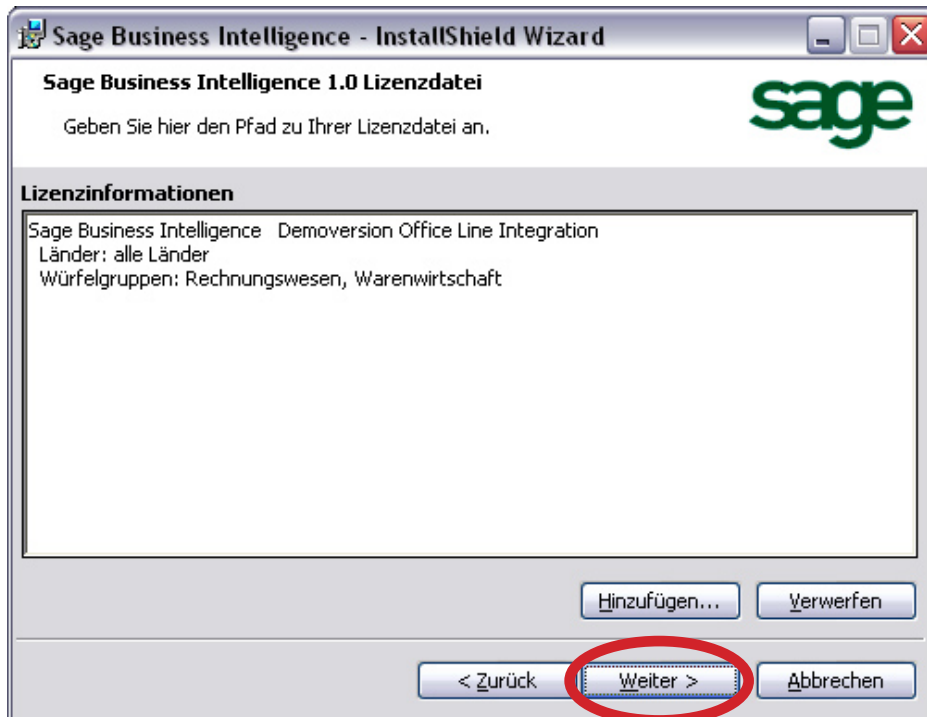 Sage Business Intelligence - InstallShield Wizard
Sage Business Intelligence 1.0 Lizenzdatei
Geben Sie hier den Pfad zu Ihrer Lizenzdatei an.
sage
Lizenzinformationen
Sage Business Intelligence   Demoversion Office Line Integration
Länder: alle Länder
Würfelgruppen: Rechnungswesen, Warenwirtschaft
Hinzufügen... Verwerfen
< Zurück Weiter > Abbrechen